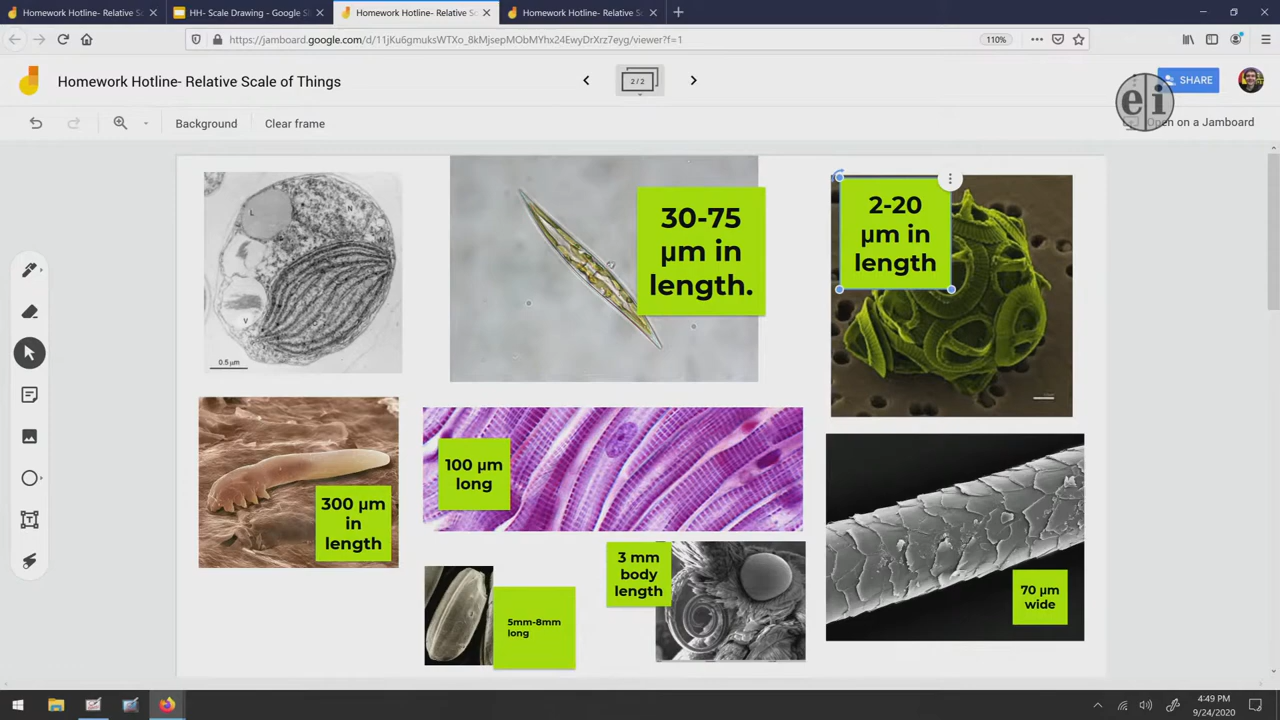 Homework Hotline- Relative Sc
HH- Scale Drawing - Google Sl
Homework Hotline- Relative Sc
Homework Hotline- Relative Sc
https://jamboard.google.com/d/11jKu6gmuksWTXo_8kMjsepMObMYhx24EwyDrXrz7eyg/viewer?f=1
110%
Homework Hotline- Relative Scale of Things
2/2
SHARE
ei
Background
Clear frame
Open on a Jamboard
L
N
V
0.5 µm
30-75
µm in
length.
2-20
µm in
length
300 µm
in
length
100 µm
long
70 µm
wide
5mm-8mm
long
3 mm
body
length
4:49 PM
9/24/2020